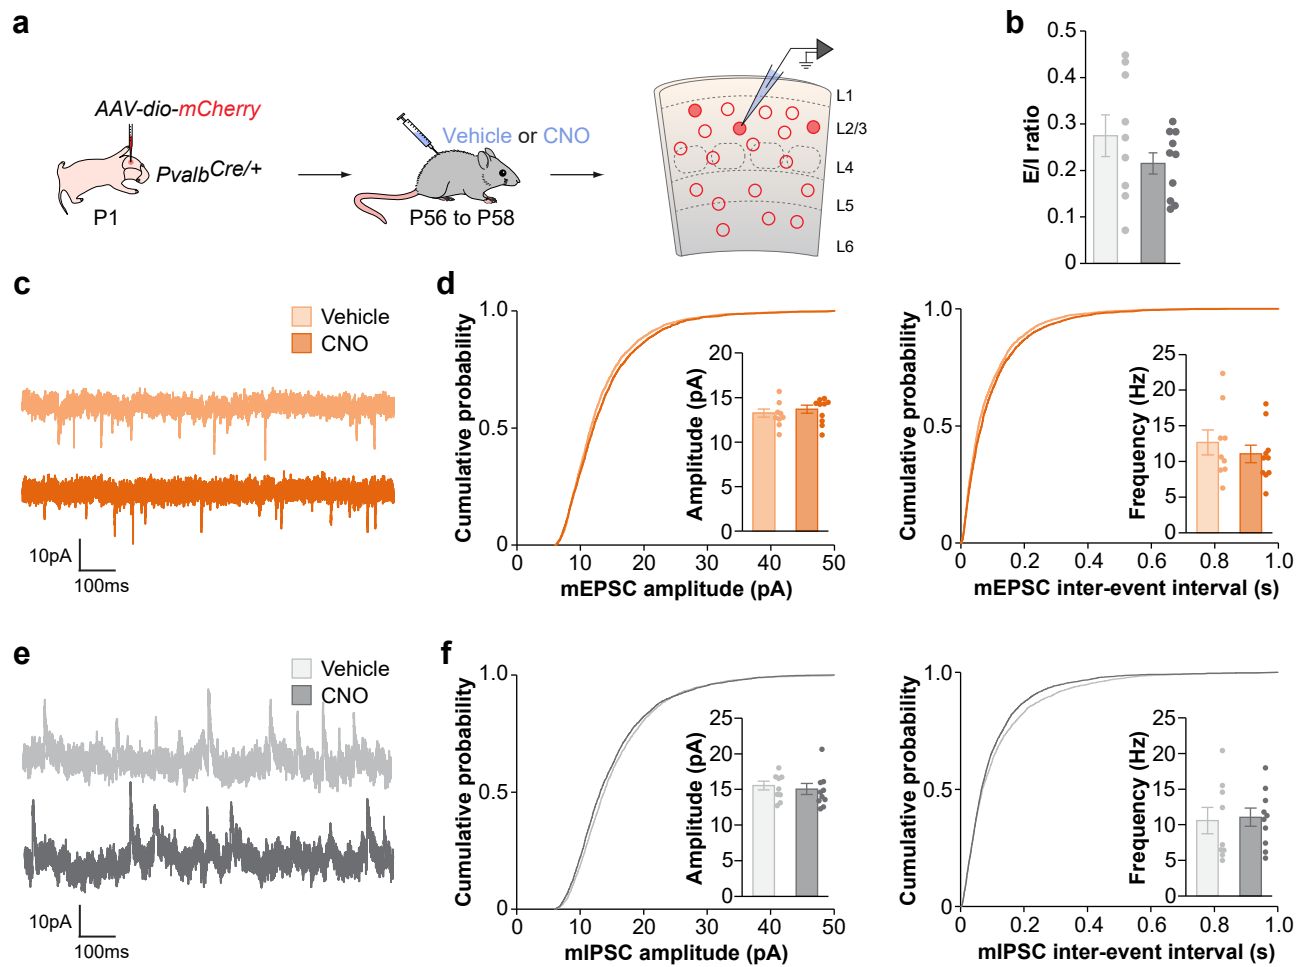 a
AAV-dio-mCherry
Pvalb^Cre/+
P1
Vehicle or CNO
P56 to P58
L1
L2/3
L4
L5
L6
b
E/I ratio
0.5
0.4
0.3
0.2
0.1
0
c
Vehicle
CNO
10pA
100ms
d
Cumulative probability
1.0
0.5
0
0 10 20 30 40 50
mEPSC amplitude (pA)
Amplitude (pA)
20
15
10
5
0
Cumulative probability
1.0
0.5
0
0 0.2 0.4 0.6 0.8 1.0
mEPSC inter-event interval (s)
Frequency (Hz)
25
20
15
10
5
0
e
Vehicle
CNO
10pA
100ms
f
Cumulative probability
1.0
0.5
0
0 10 20 30 40 50
mIPSC amplitude (pA)
Amplitude (pA)
25
20
15
10
5
0
Cumulative probability
1.0
0.5
0
0 0.2 0.4 0.6 0.8 1.0
mIPSC inter-event interval (s)
Frequency (Hz)
25
20
15
10
5
0